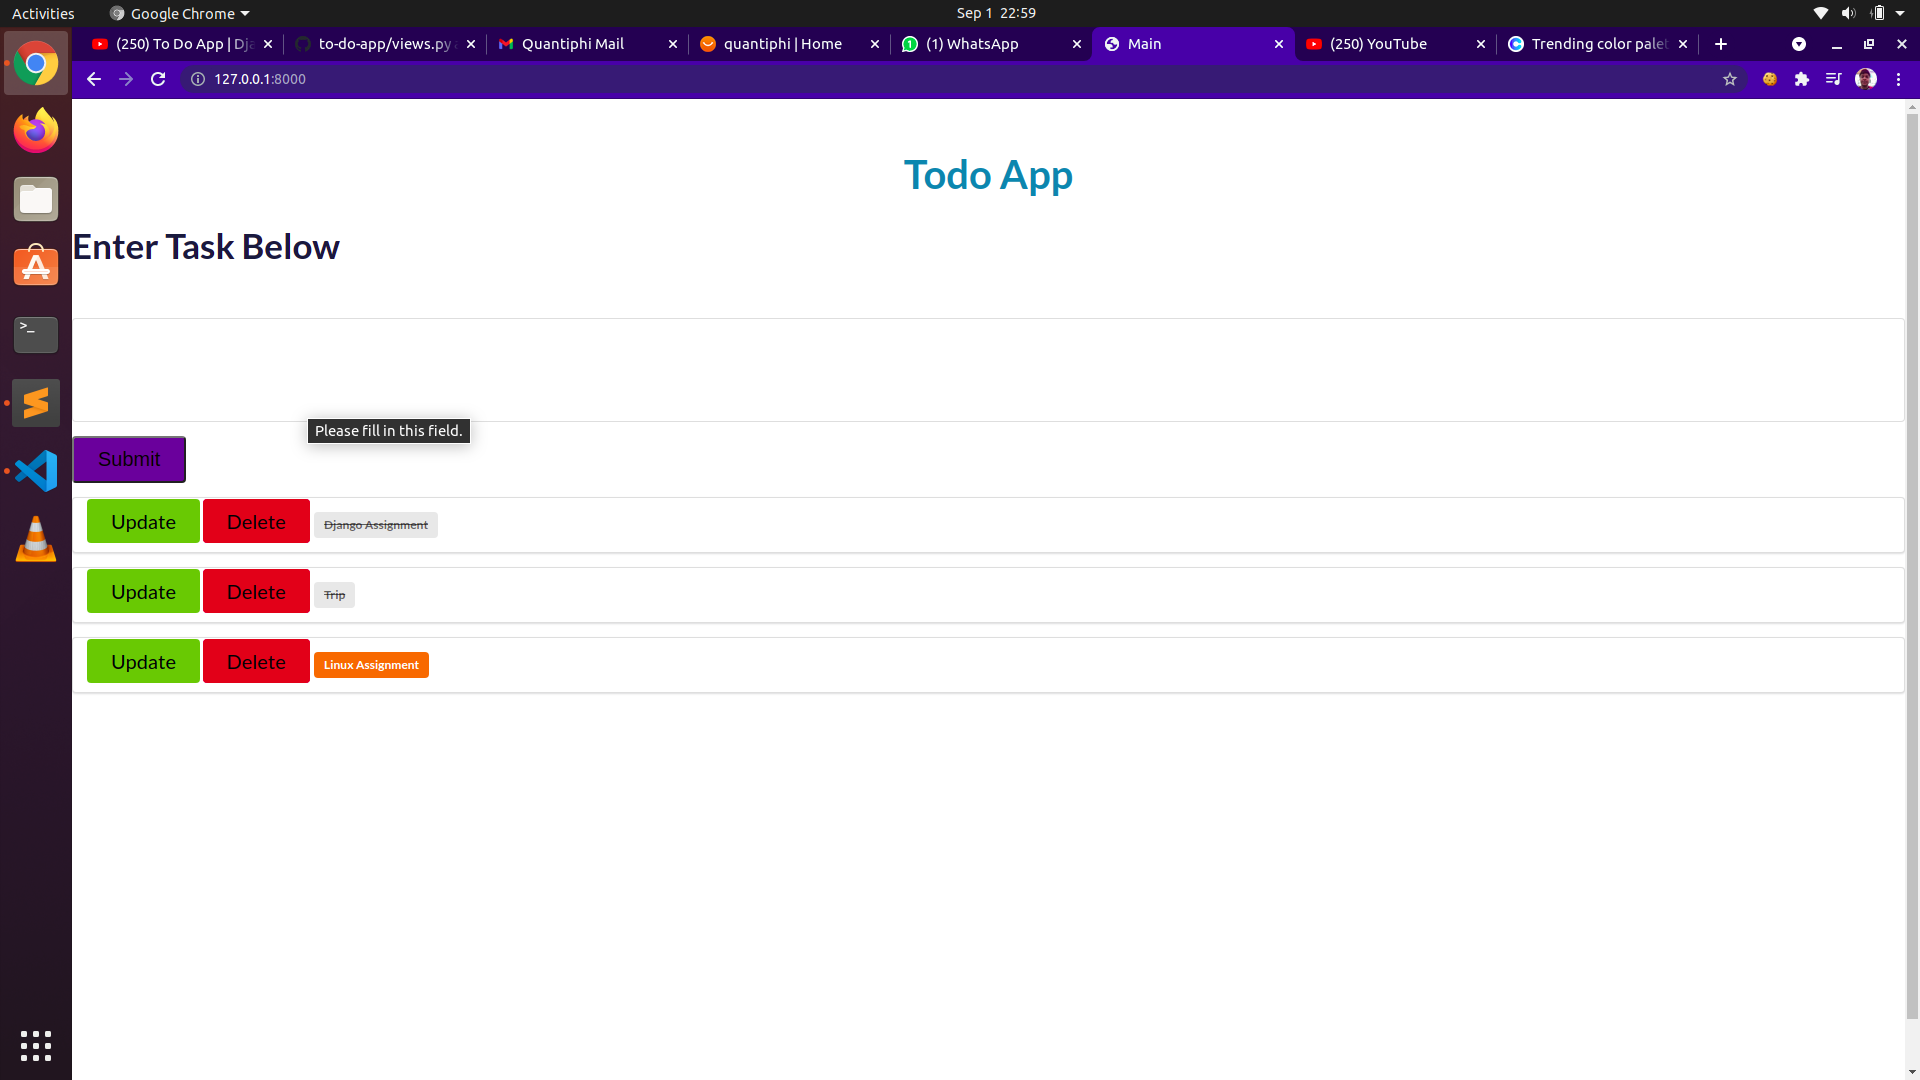 Activities Google Chrome Sep 1 22:59
(250) To Do App | Dja to-do-app/views.py Quantiphi Mail quantiphi | Home (1) WhatsApp Main (250) YouTube Trending color palet
127.0.0.1:8000
Todo App
Enter Task Below
Please fill in this field.
Submit
Update Delete Django Assignment
Update Delete Trip
Update Delete Linux Assignment